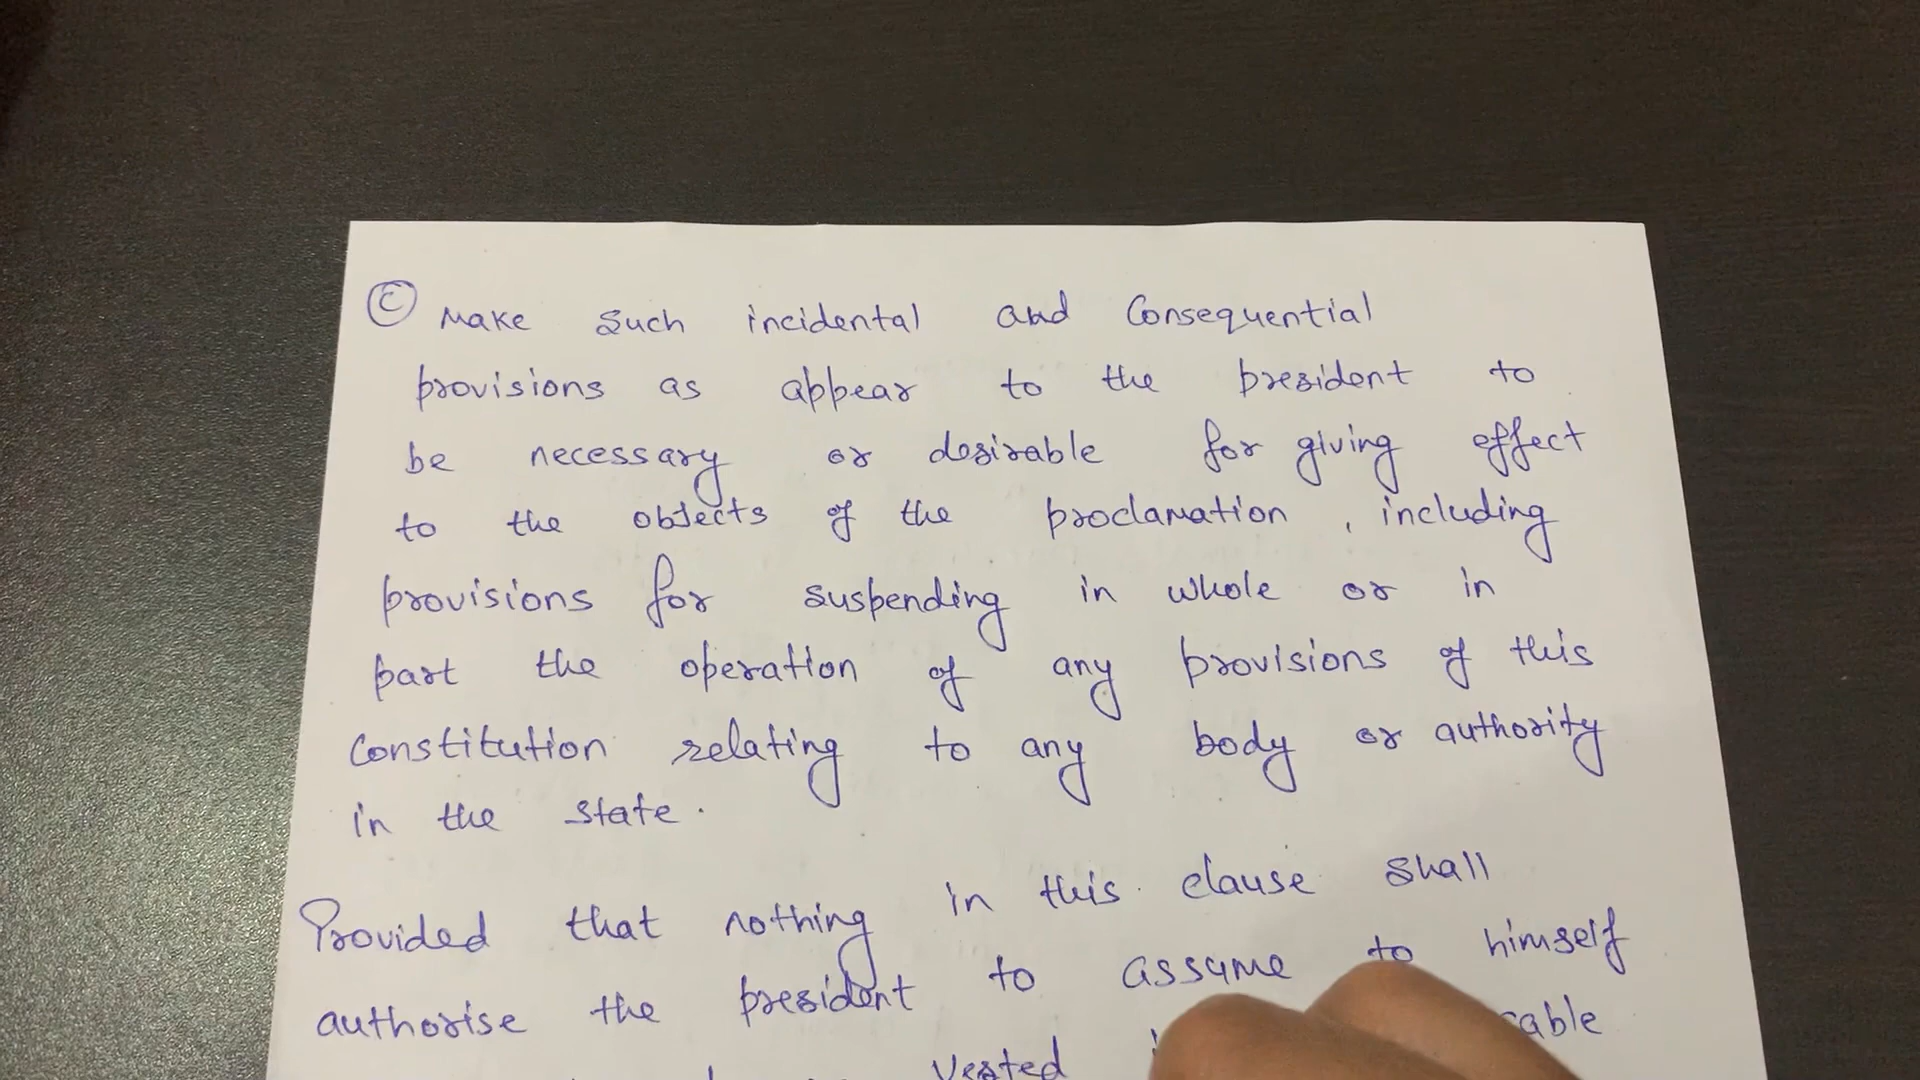 © Make such incidental and Consequential
provisions as appear to the president to
be necessary or desirable for giving effect
to the objects of the proclamation, including
provisions for suspending in whole or in
part the operation of any provisions of this
Constitution relating to any body or authority
in the state.
Provided that nothing in this clause shall
authorise the president to assume to himself
vested